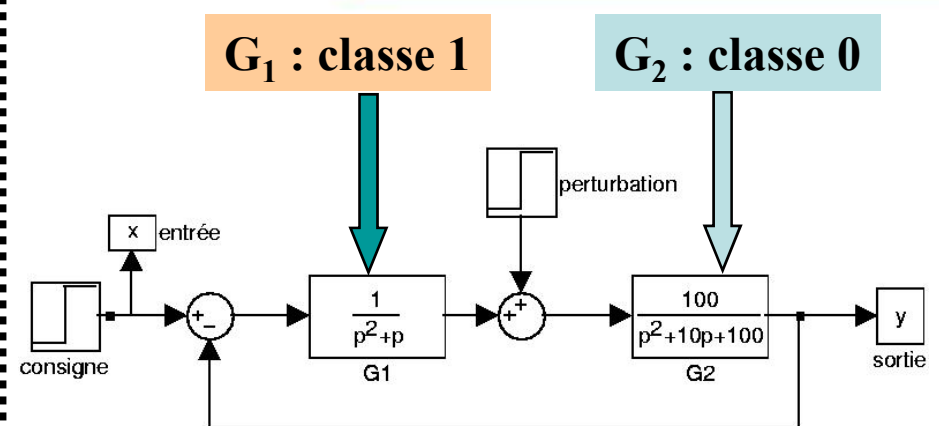 G₁ : classe 1
G₂ : classe 0
perturbation
x entrée
+
−
1
p²+p
G1
+
+
100
p²+10p+100
G2
y
sortie
consigne